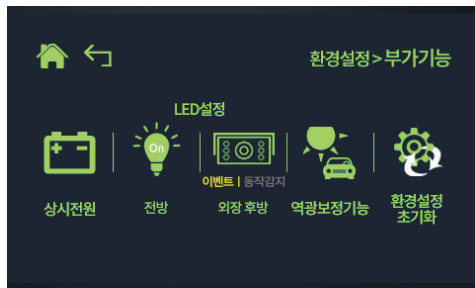 환경설정>부가기능
LED설정
On
이벤트 | 동작감지
상시전원
전방
외장 후방
역광보정기능
환경설정
초기화